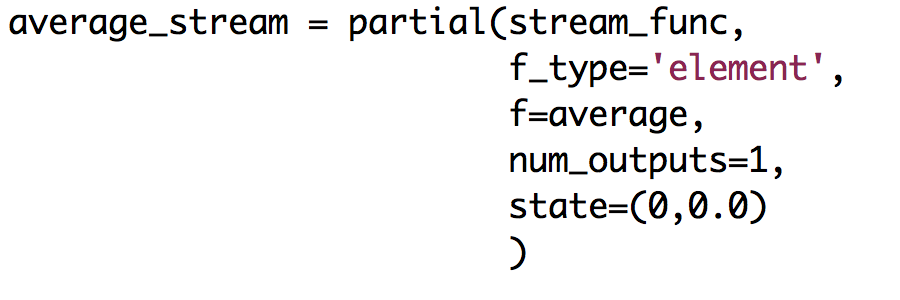 average_stream = partial(stream_func,
f_type='element',
f=average,
num_outputs=1,
state=(0,0.0)
)